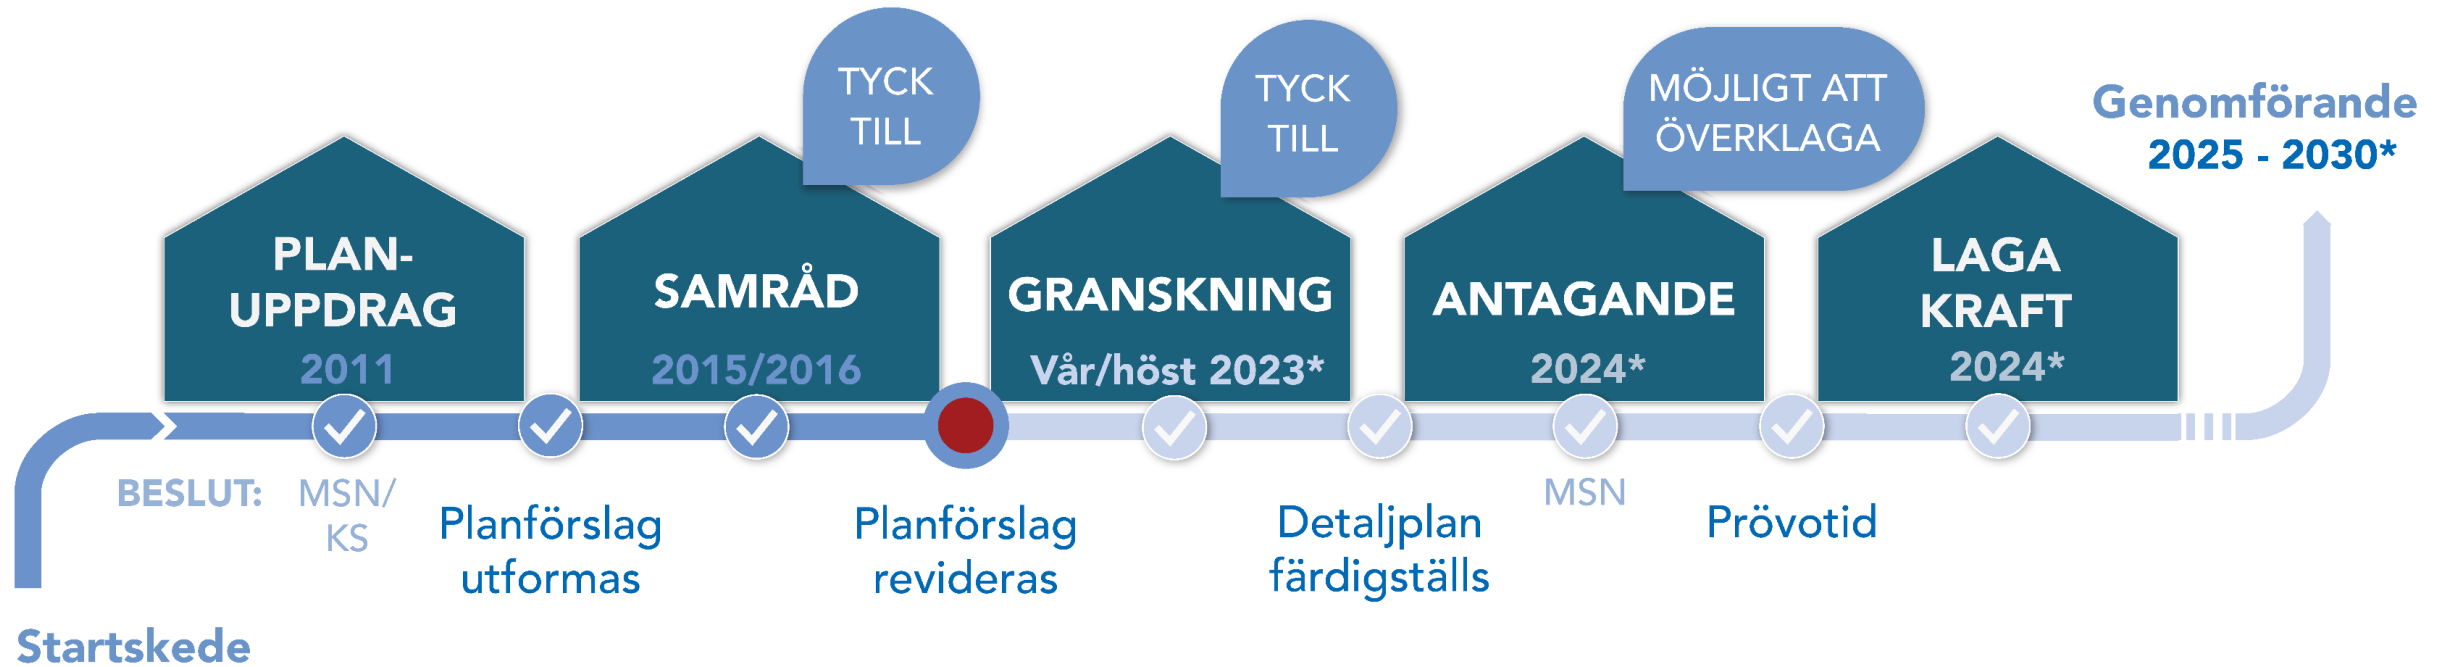 TYCK
TILL
TYCK
TILL
MÖJLIGT ATT
ÖVERKLAGA
Genomförande
2025 - 2030*
PLAN-
UPPDRAG
2011
SAMRÅD
2015/2016
GRANSKNING
Vår/höst 2023*
ANTAGANDE
2024*
LAGA
KRAFT
2024*
BESLUT:
MSN/
KS
Planförslag
utformas
Planförslag
revideras
Detaljplan
färdigställs
MSN
Prövotid
Startskede